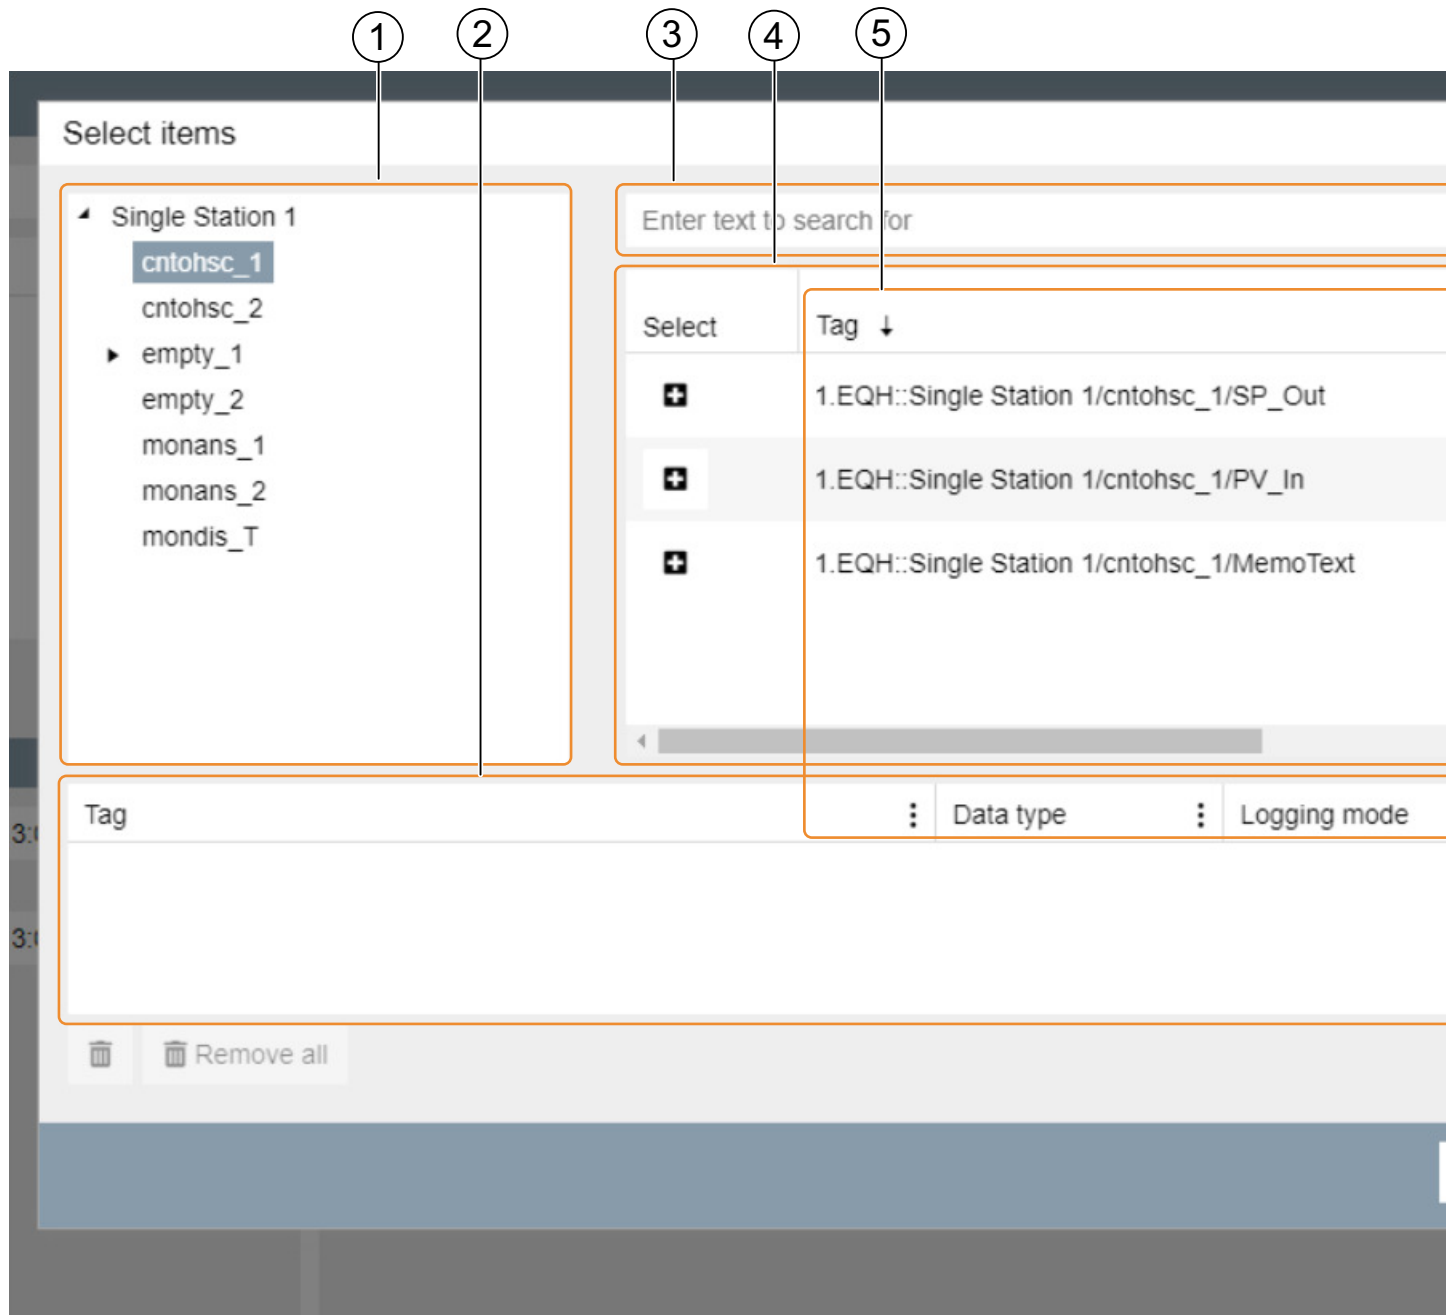 1 2 3 4 5
Select items
Single Station 1
cntohsc_1
cntohsc_2
empty_1
empty_2
monans_1
monans_2
mondis_T
Enter text to search for
Select Tag ↓
1.EQH::Single Station 1/cntohsc_1/SP_Out
1.EQH::Single Station 1/cntohsc_1/PV_In
1.EQH::Single Station 1/cntohsc_1/MemoText
Tag Data type Logging mode
3:
3:
Remove all